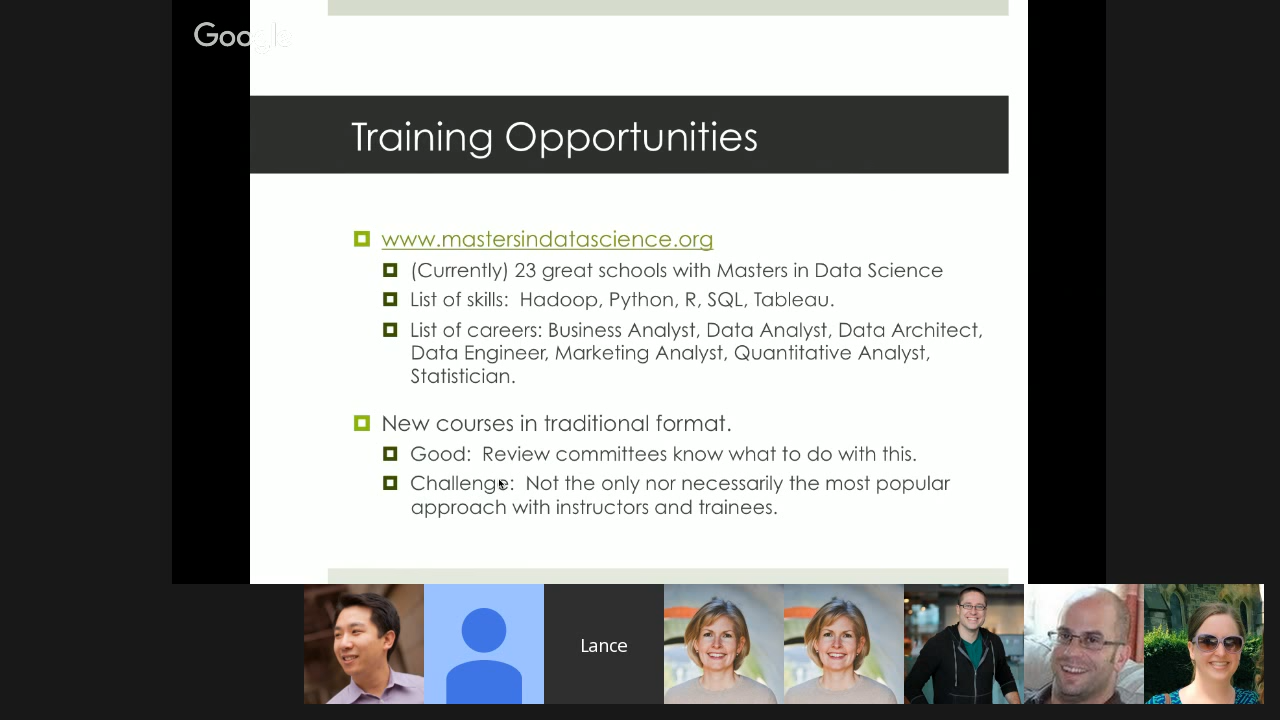 Google
Training Opportunities
www.mastersindatascience.org
(Currently) 23 great schools with Masters in Data Science
List of skills:  Hadoop, Python, R, SQL, Tableau.
List of careers: Business Analyst, Data Analyst, Data Architect,
Data Engineer, Marketing Analyst, Quantitative Analyst,
Statistician.
New courses in traditional format.
Good:  Review committees know what to do with this.
Challenge:  Not the only nor necessarily the most popular
approach with instructors and trainees.
Lance